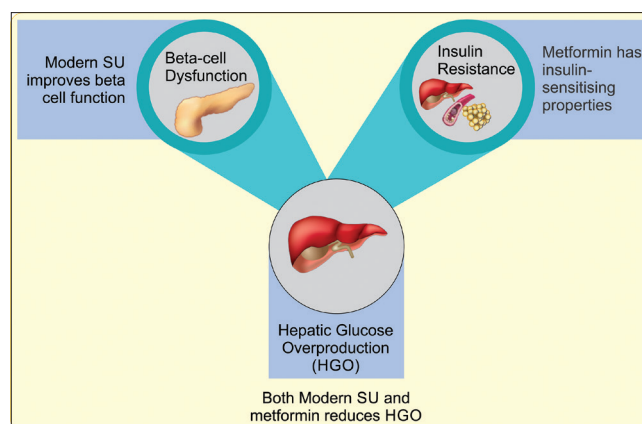 Modern SU
improves beta
cell function
Beta-cell
Dysfunction
Insulin
Resistance
Metformin has
insulin-
sensitising
properties
Hepatic Glucose
Overproduction
(HGO)
Both Modern SU and
metformin reduces HGO